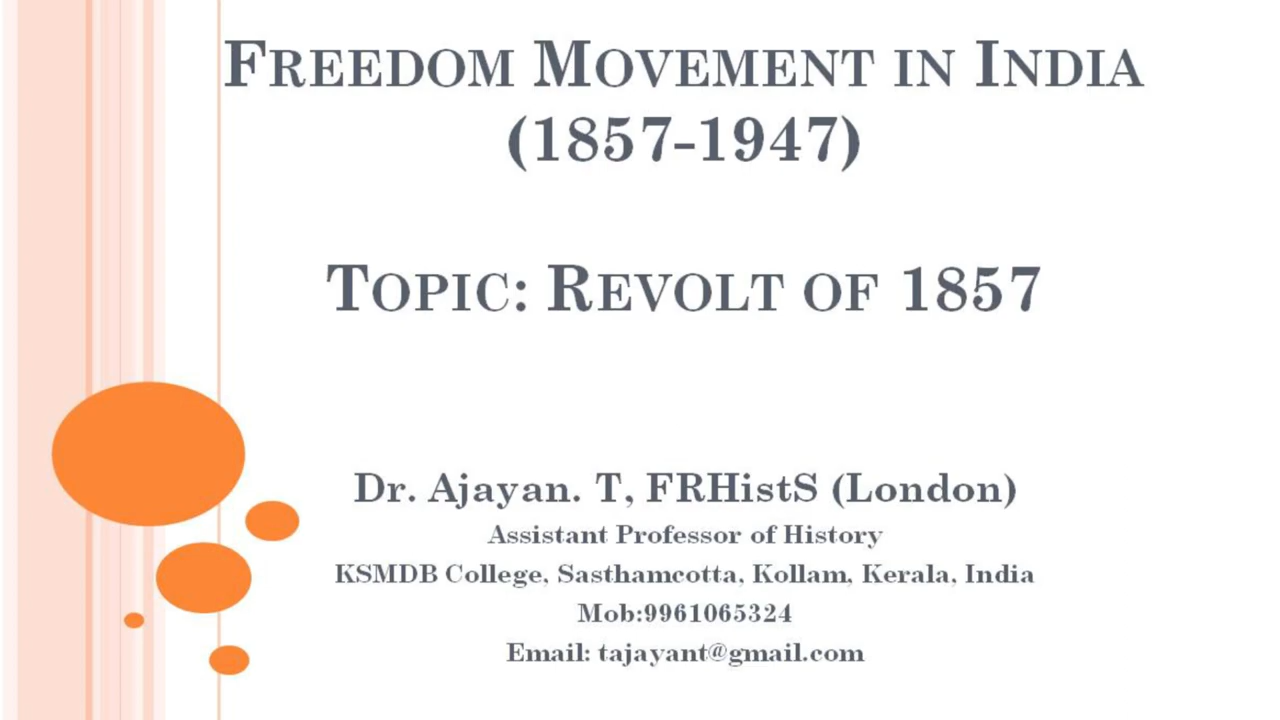 Freedom Movement in India
(1857-1947)
Topic: Revolt of 1857
Dr. Ajayan. T, FRHistS (London)
Assistant Professor of History
KSMDB College, Sasthamcotta, Kollam, Kerala, India
Mob:9961065324
Email: tajayant@gmail.com